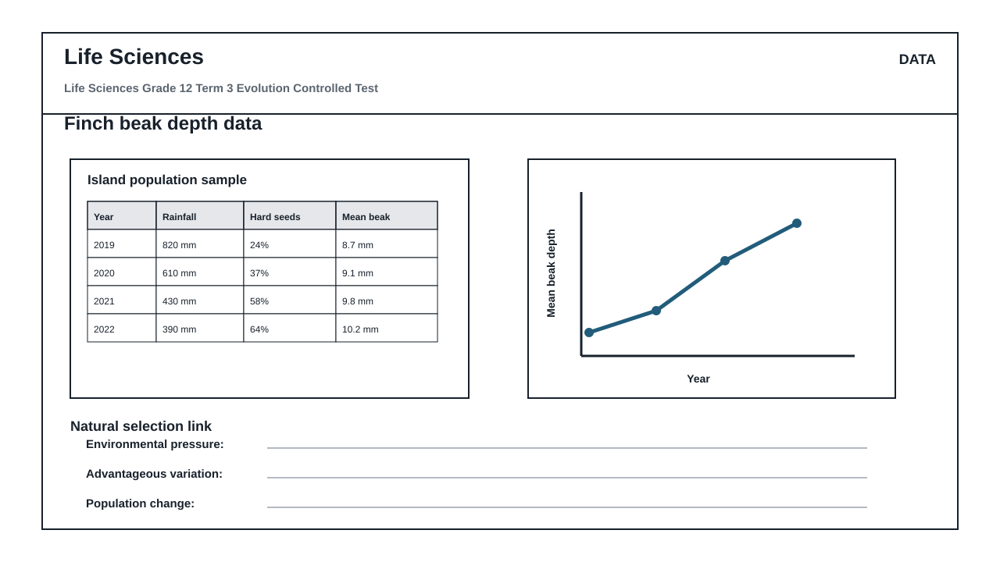 Life Sciences
DATA
Life Sciences Grade 12 Term 3 Evolution Controlled Test
Finch beak depth data
Island population sample
Year Rainfall Hard seeds Mean beak
2019 820 mm 24% 8.7 mm
2020 610 mm 37% 9.1 mm
2021 430 mm 58% 9.8 mm
2022 390 mm 64% 10.2 mm
Mean beak depth
Year
Natural selection link
Environmental pressure:
Advantageous variation:
Population change: